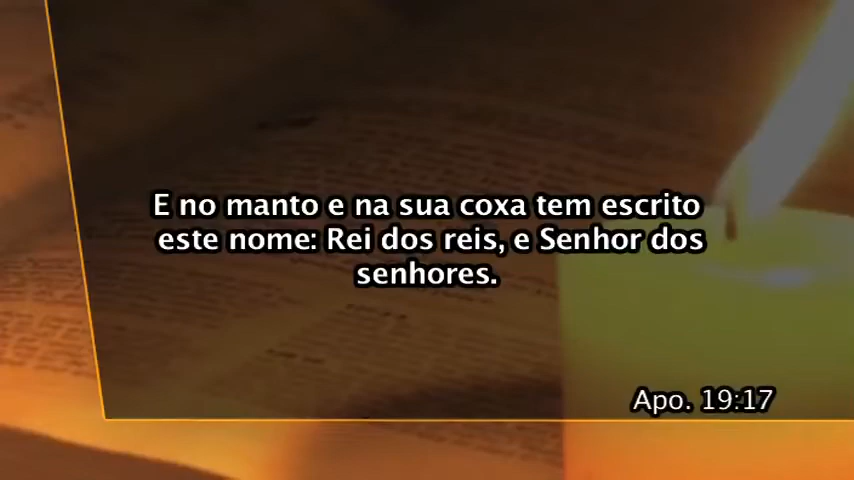 E no manto e na sua coxa tem escrito
este nome: Rei dos reis, e Senhor dos
senhores.
Apo. 19:17